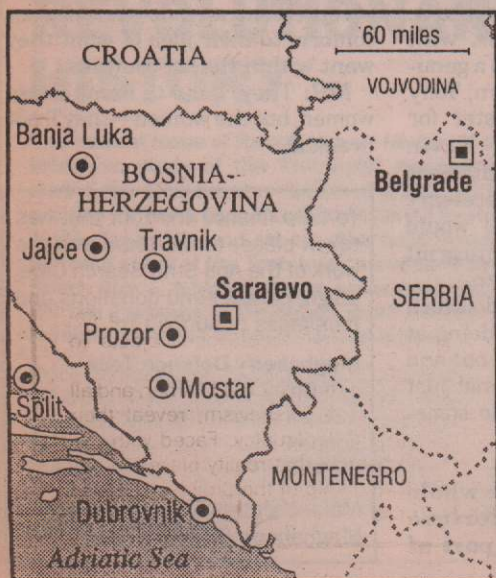 CROATIA
60 miles
VOJVODINA
Banja Luka
Belgrade
BOSNIA-
HERZEGOVINA
Jajce
Travnik
Sarajevo
SERBIA
Prozor
Mostar
Split
MONTENEGRO
Dubrovnik
Adriatic Sea